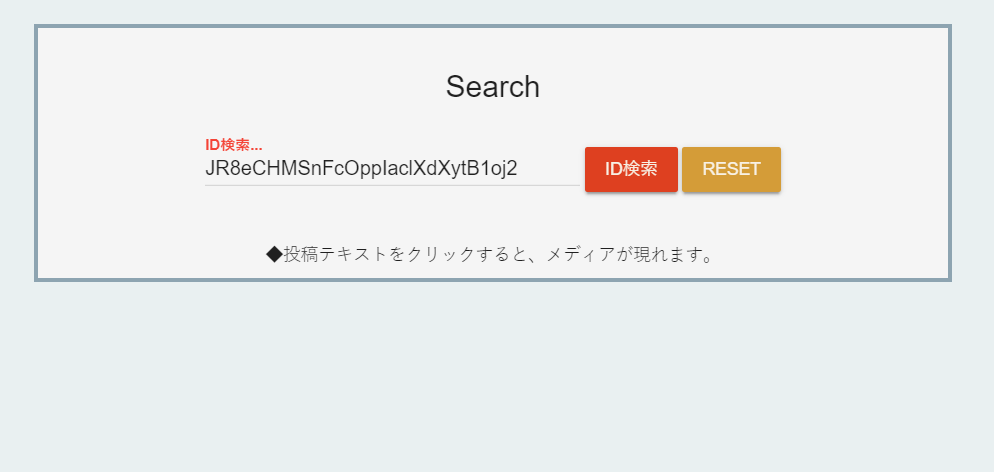 Search
ID検索...
JR8eCHMSnFcOppIaclXdXytB1oj2
ID検索
RESET
◆投稿テキストをクリックすると、メディアが現れます。